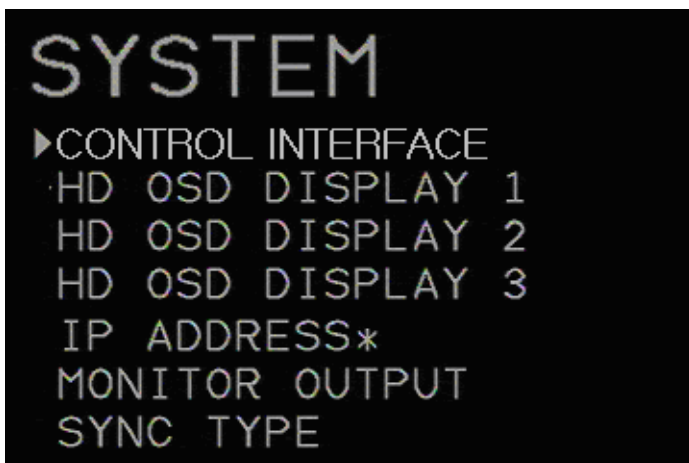 SYSTEM
CONTROL INTERFACE
HD OSD DISPLAY 1
HD OSD DISPLAY 2
HD OSD DISPLAY 3
IP ADDRESS*
MONITOR OUTPUT
SYNC TYPE